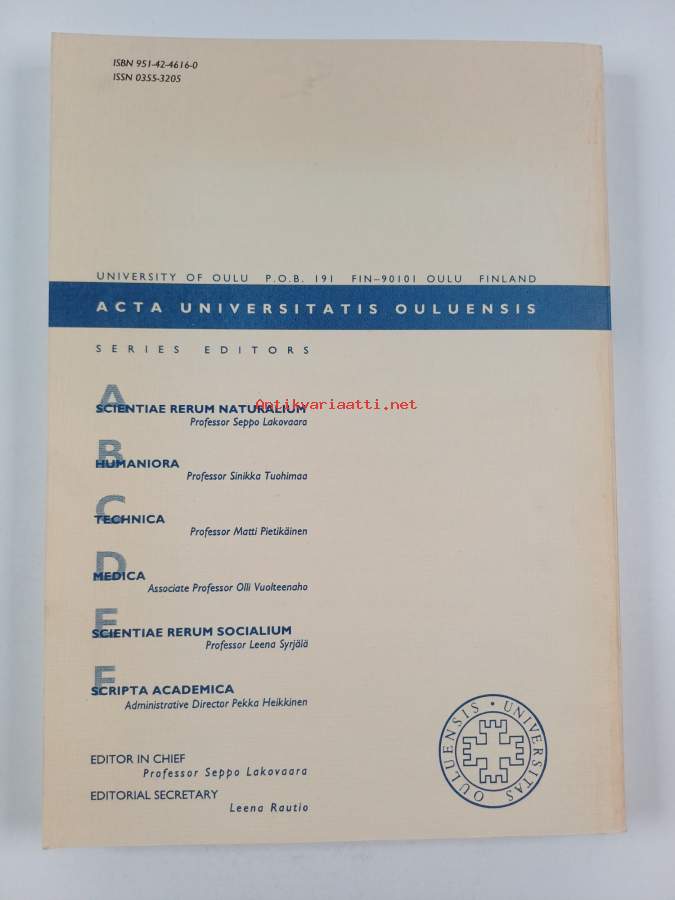 ISBN 951-42-4616-0
ISSN 0355-3205
UNIVERSITY OF OULU P.O.B. 191 FIN–90101 OULU FINLAND
ACTA UNIVERSITATIS OULUENSIS
SERIES EDITORS
A
SCIENTIAE RERUM NATURALIUM
Professor Seppo Lakovaara
Antikvariaatti.net
B
HUMANIORA
Professor Sinikka Tuohimaa
C
TECHNICA
Professor Matti Pietikäinen
D
MEDICA
Associate Professor Olli Vuolteenaho
E
SCIENTIAE RERUM SOCIALIUM
Professor Leena Syrjälä
F
SCRIPTA ACADEMICA
Administrative Director Pekka Heikkinen
EDITOR IN CHIEF
Professor Seppo Lakovaara
EDITORIAL SECRETARY
Leena Rautio
UNIVERSITAS OULUENSIS •